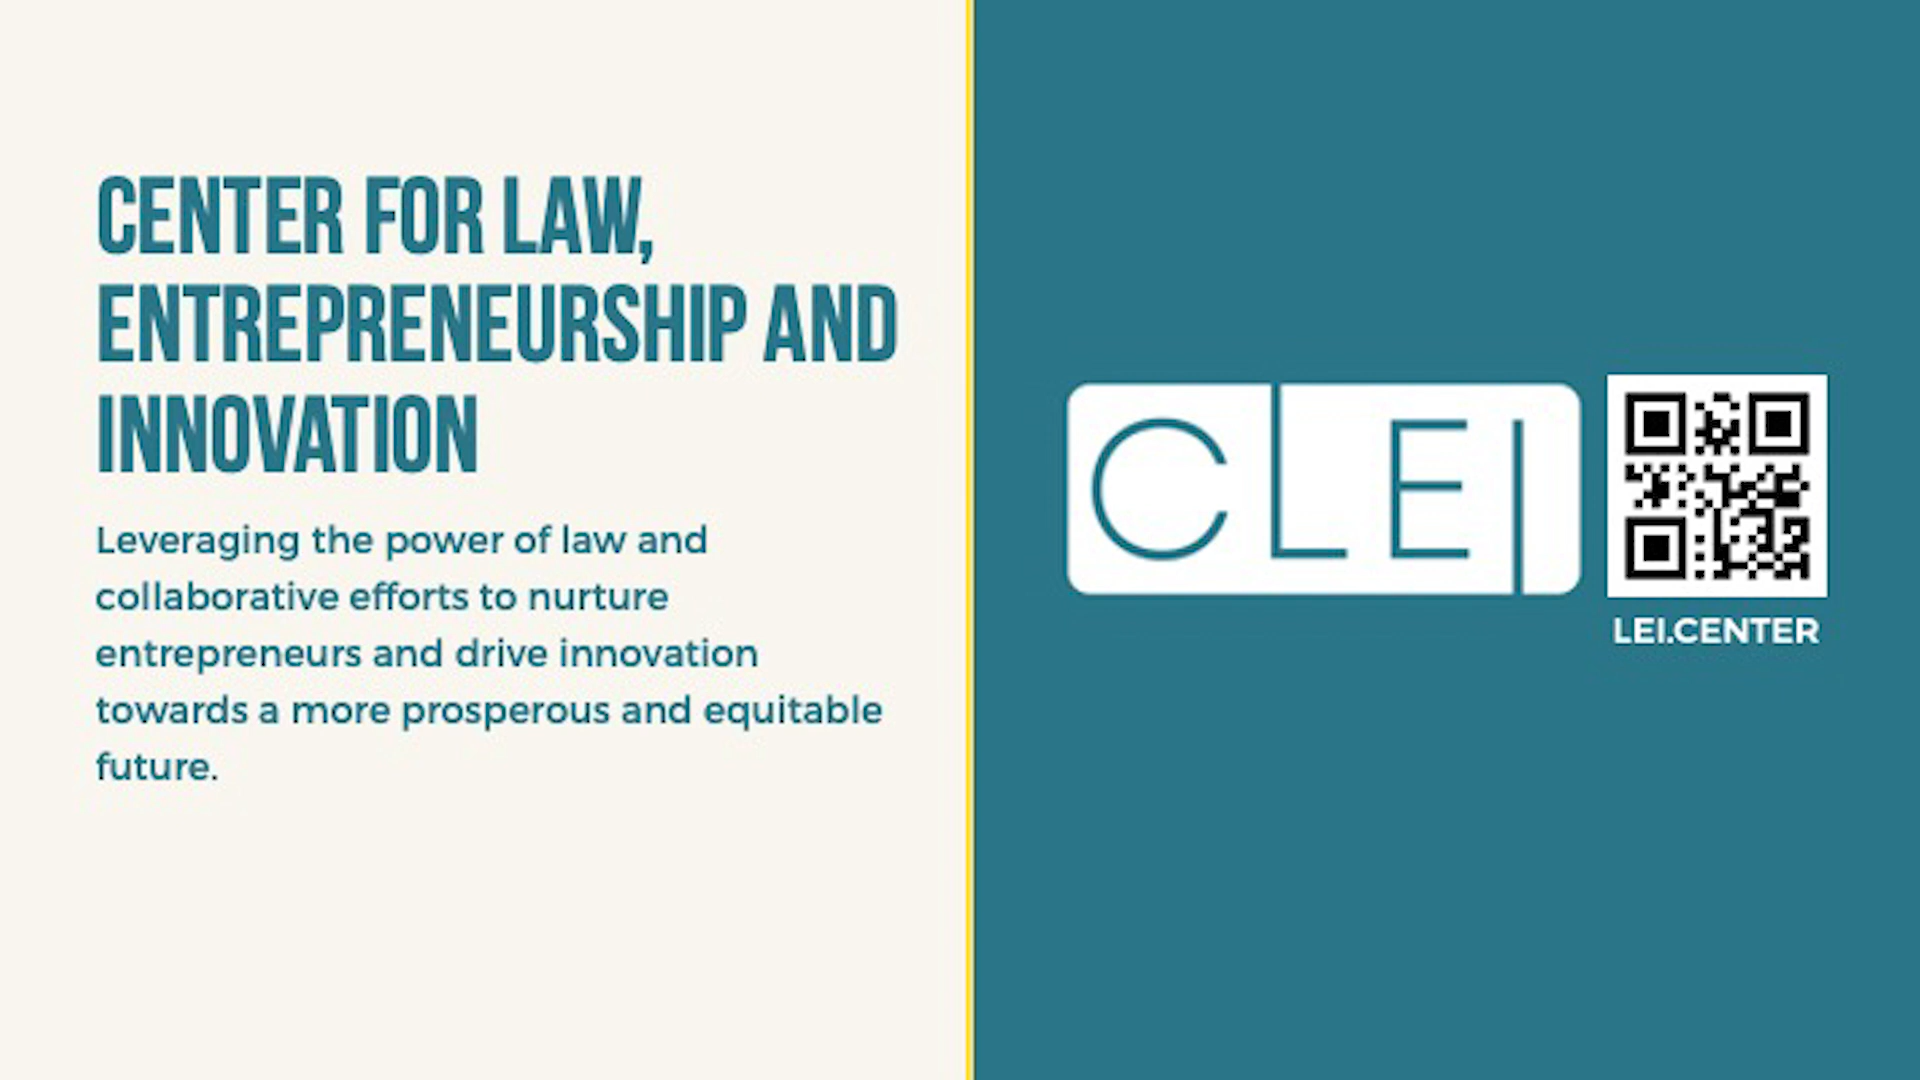 CENTER FOR LAW,
ENTREPRENEURSHIP AND
INNOVATION
Leveraging the power of law and
collaborative efforts to nurture
entrepreneurs and drive innovation
towards a more prosperous and equitable
future.
CLEI
LEI.CENTER